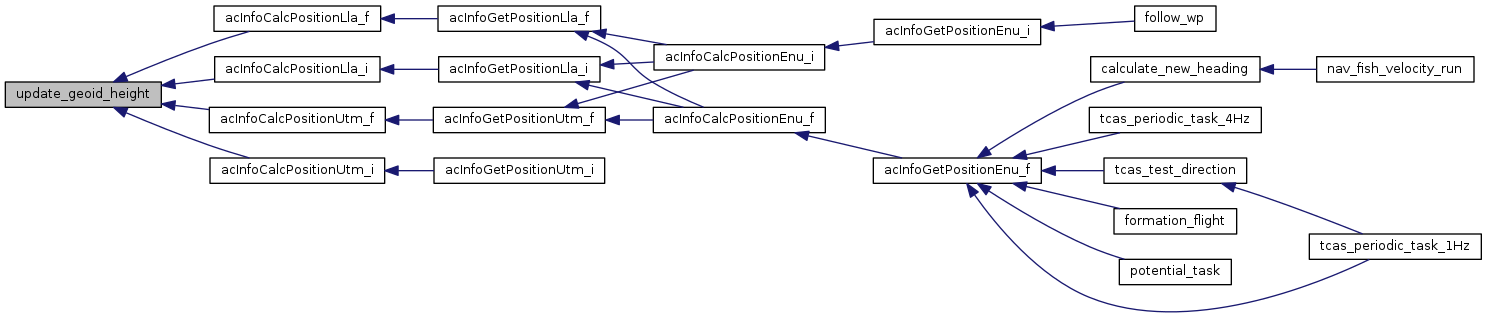 update_geoid_height
acInfoCalcPositionLla_f
acInfoCalcPositionLla_i
acInfoCalcPositionUtm_f
acInfoCalcPositionUtm_i
acInfoGetPositionLla_f
acInfoGetPositionLla_i
acInfoGetPositionUtm_f
acInfoGetPositionUtm_i
acInfoCalcPositionEnu_i
acInfoCalcPositionEnu_f
acInfoGetPositionEnu_i
acInfoGetPositionEnu_f
follow_wp
calculate_new_heading
tcas_periodic_task_4Hz
tcas_test_direction
formation_flight
potential_task
nav_fish_velocity_run
tcas_periodic_task_1Hz